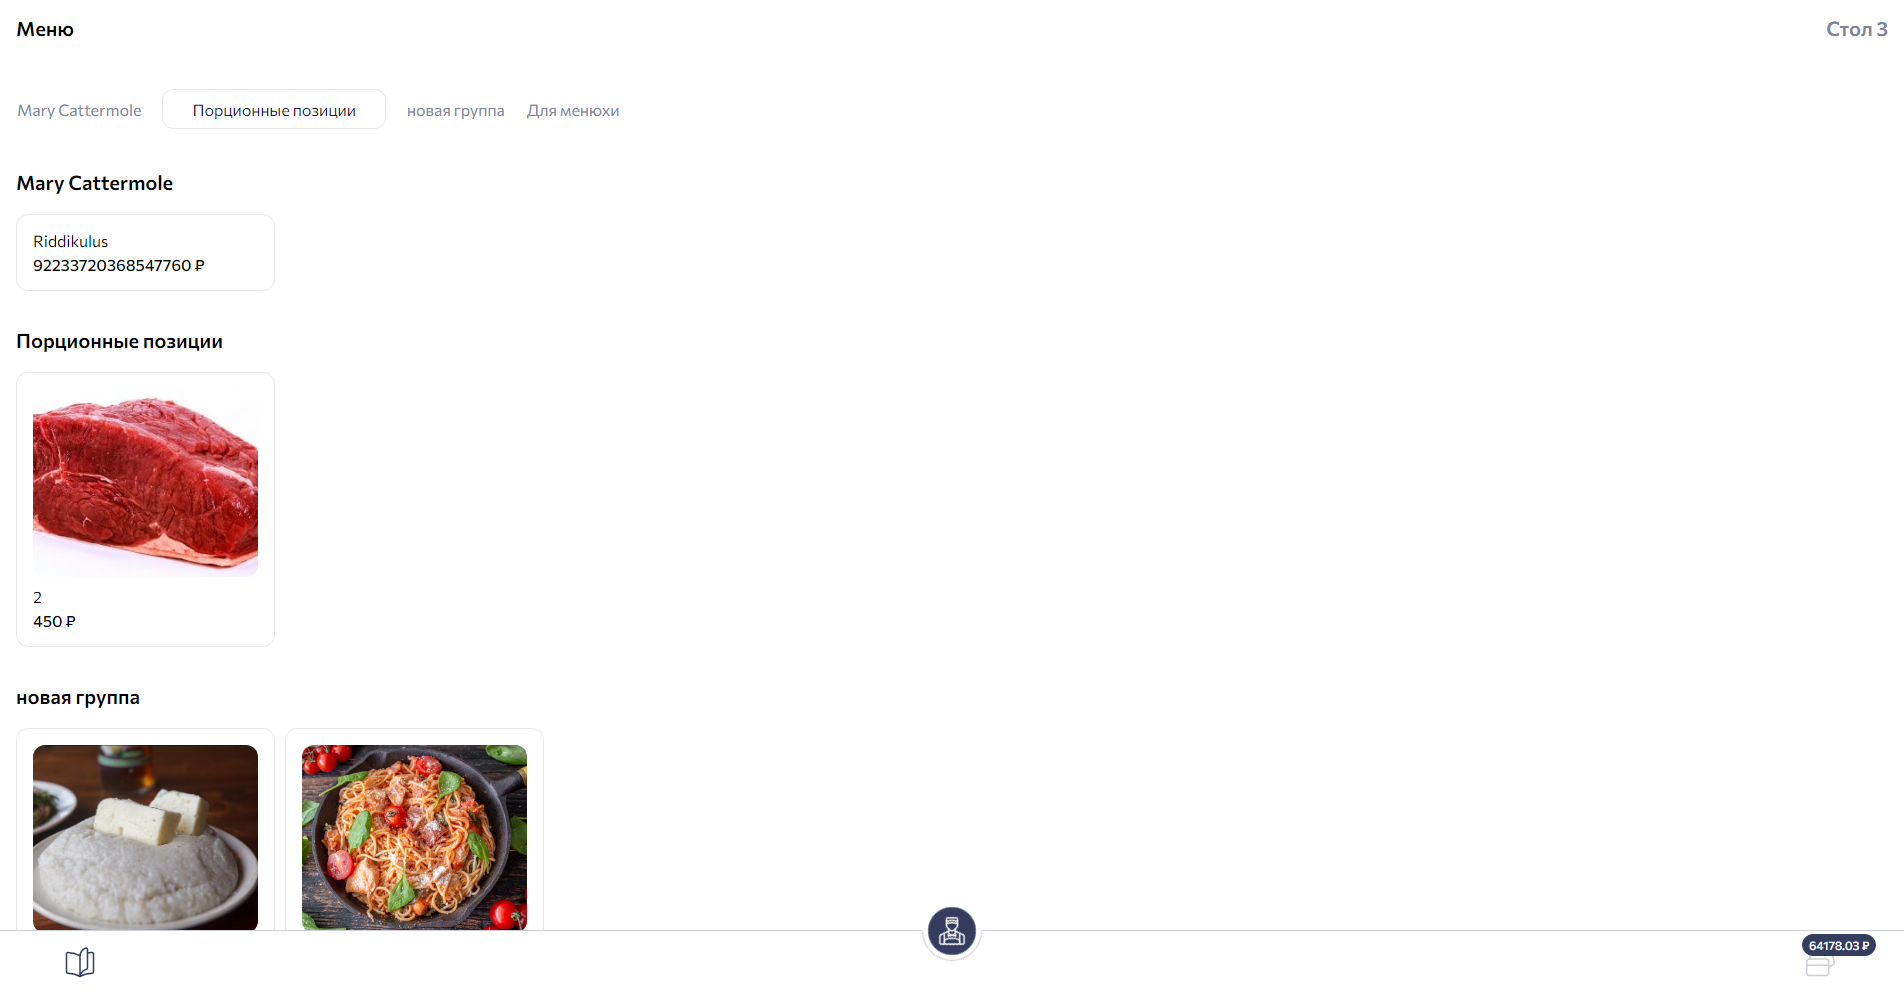 Меню
Стол 3
Mary Cattermole
Порционные позиции
новая группа
Для менюхи
Mary Cattermole
Riddikulus
92233720368547760 ₽
Порционные позиции
2
450 ₽
новая группа
64178.03 ₽